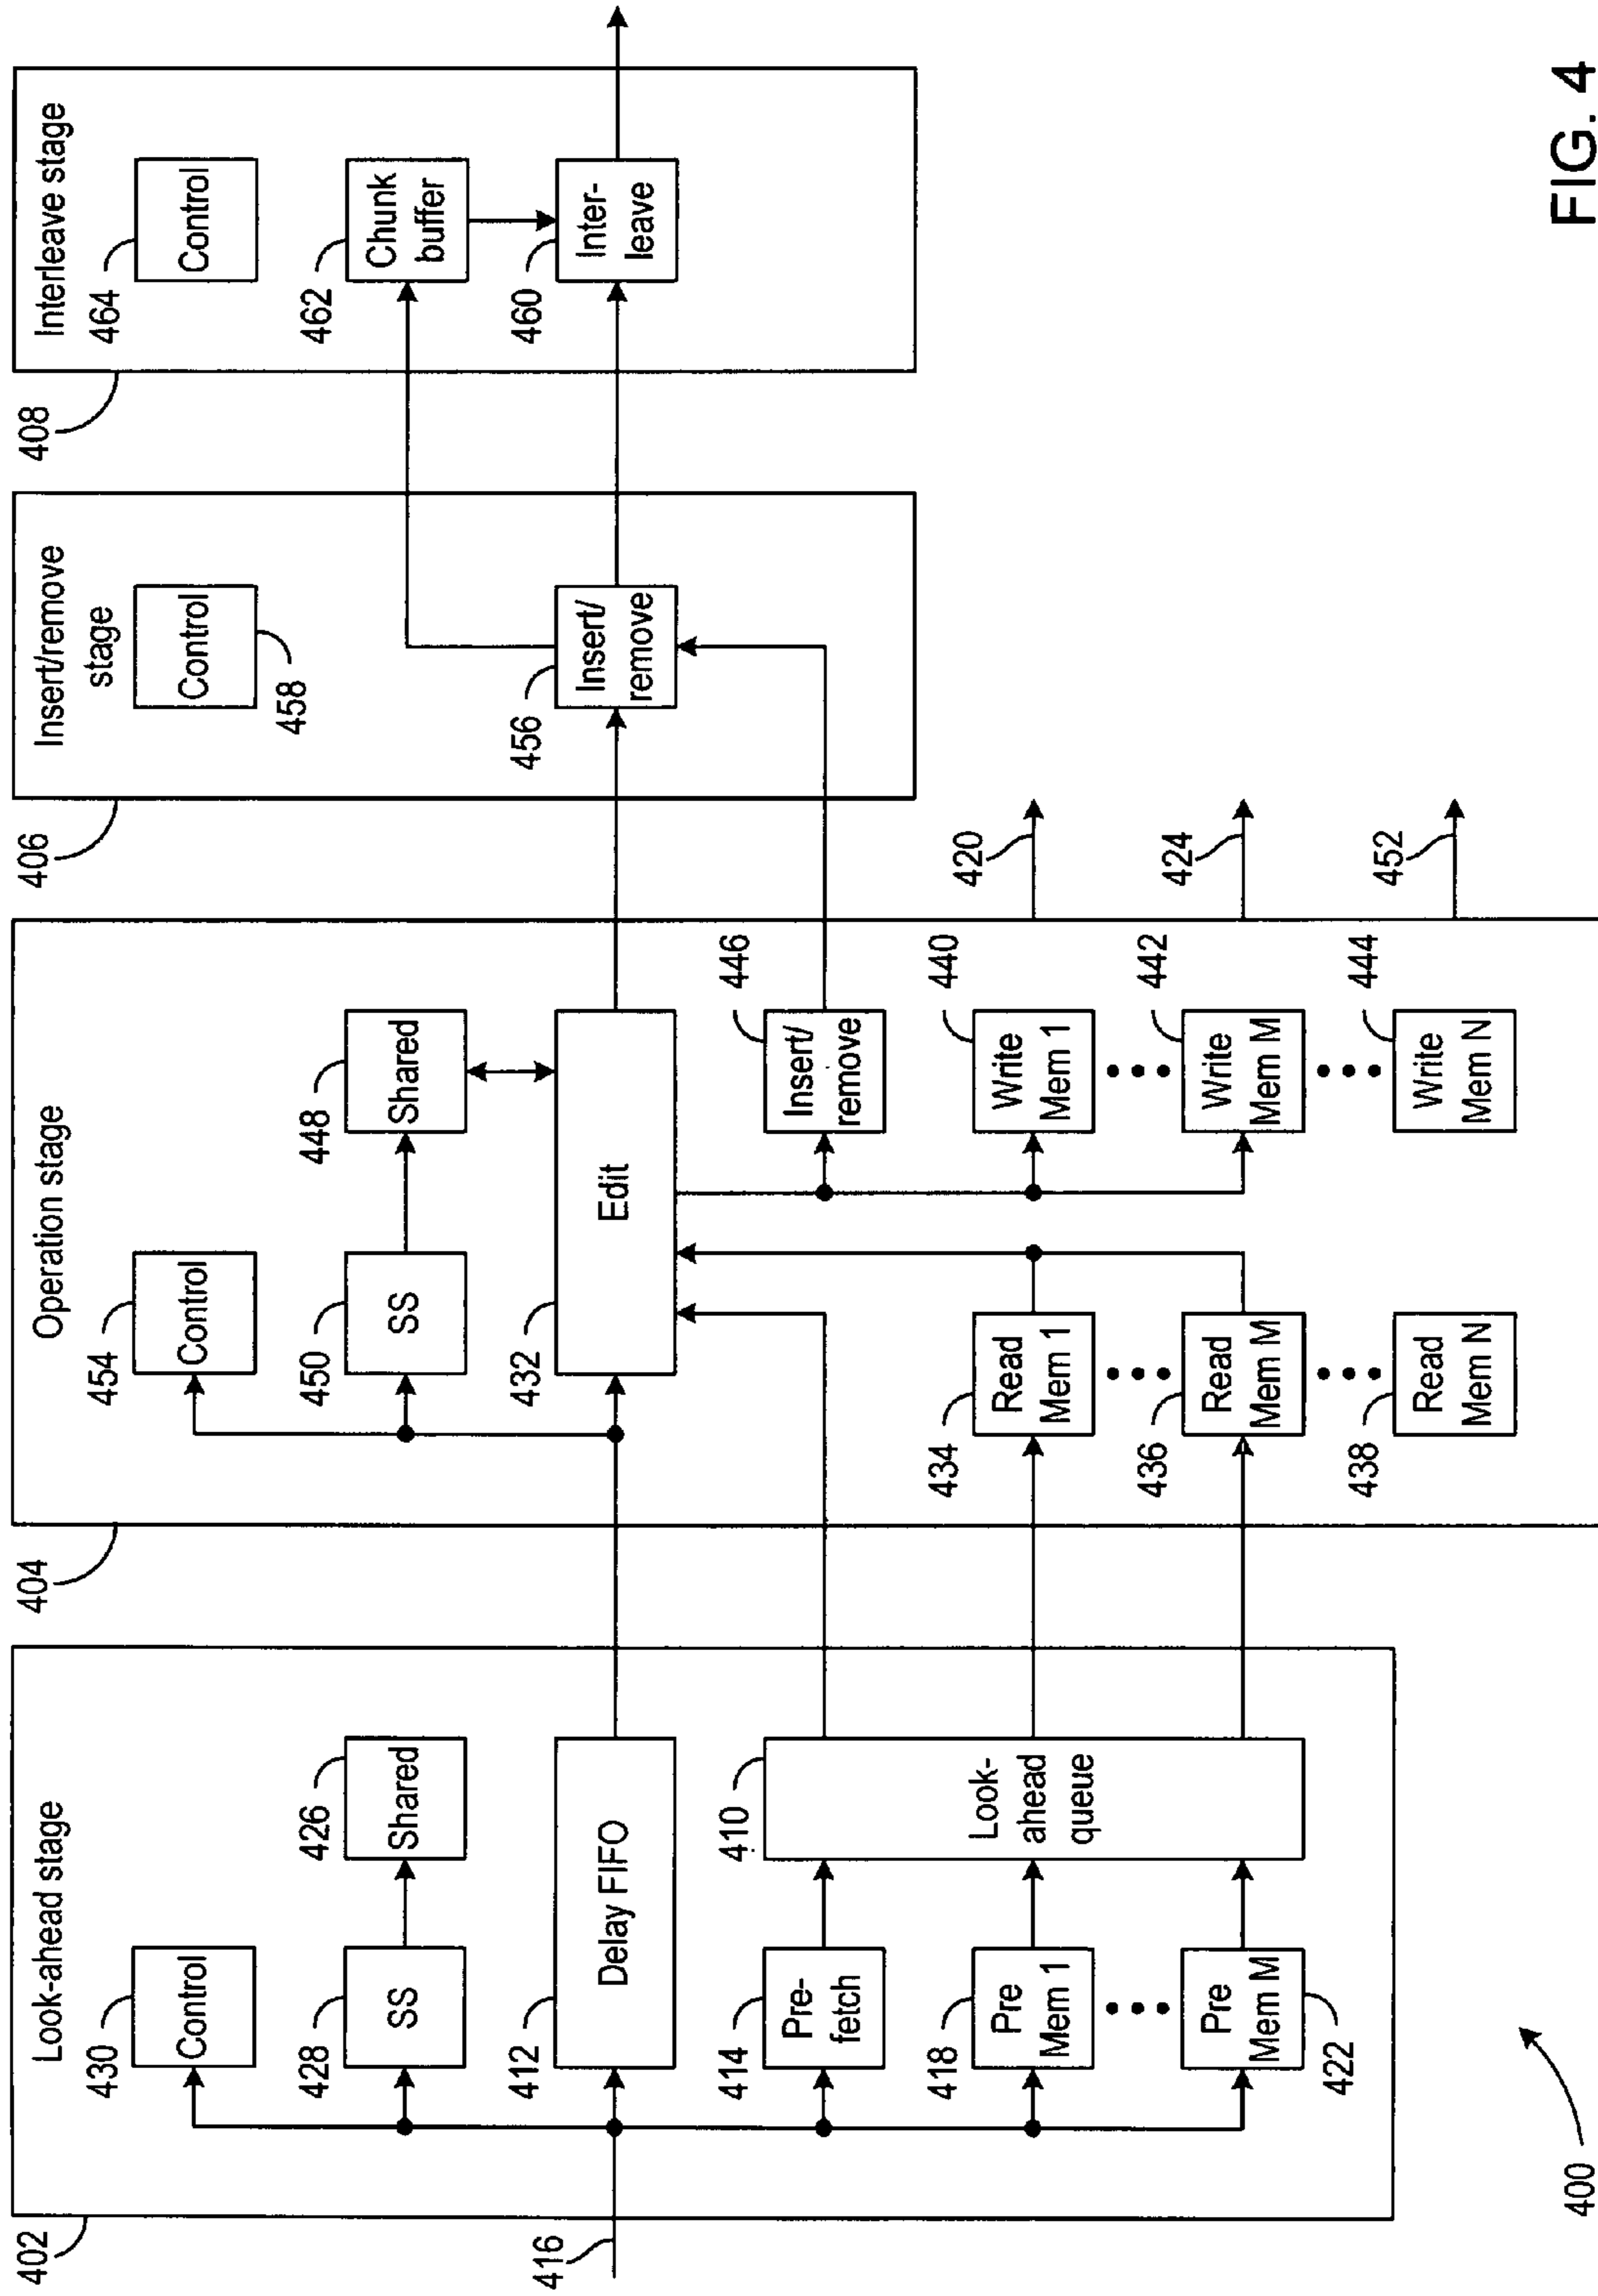 402
Look-ahead stage
430
Control
428
SS
426
Shared
412
Delay FIFO
416
414
Pre-
fetch
418
Pre
Mem 1
Pre
Mem M
422
410
Look-
ahead
queue
404
Operation stage
454
Control
450
SS
448
Shared
432
Edit
446
Insert/
remove
434
Read
Mem 1
436
Read
Mem M
438
Read
Mem N
440
Write
Mem 1
442
Write
Mem M
444
Write
Mem N
420
424
452
406
Insert/remove
stage
Control
458
456
Insert/
remove
408
Interleave stage
464
Control
462
Chunk
buffer
460
Inter-
leave
400
FIG. 4